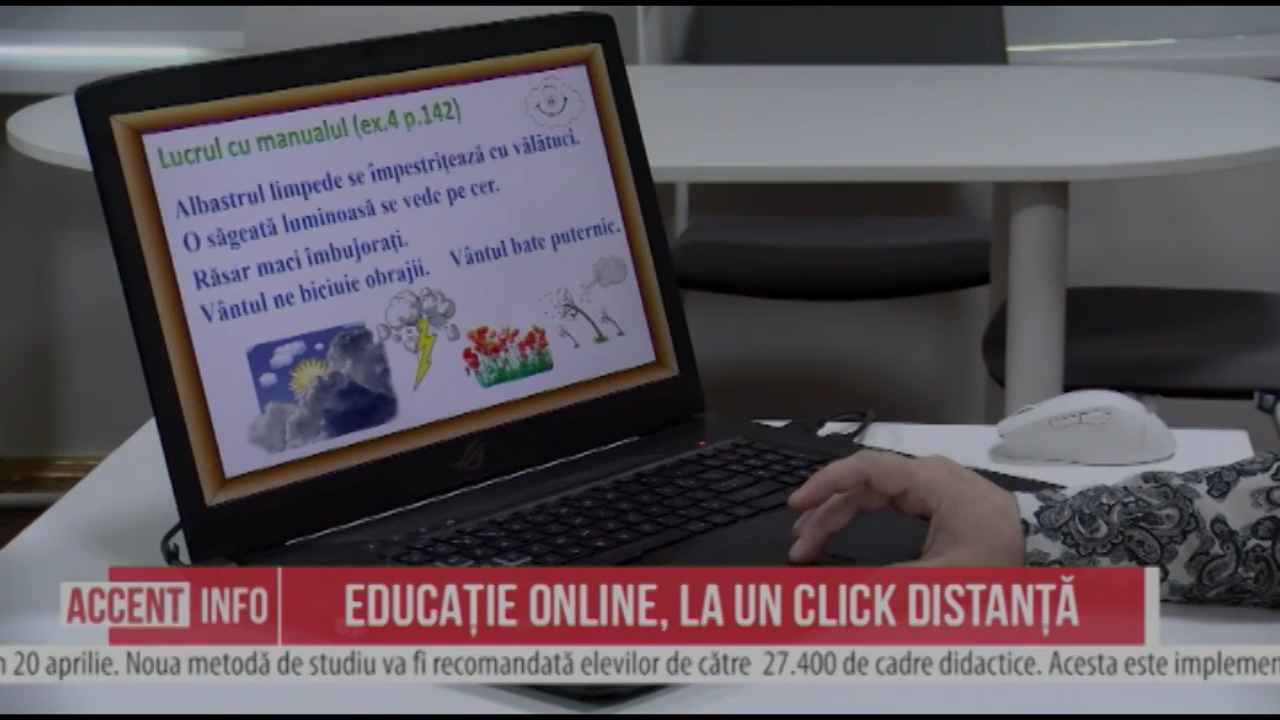 Lucrul cu manualul (ex.4 p.142)
Albastrul limpede se împestrițează cu vălătuci.
O săgeată luminoasă se vede pe cer.
Răsar maci îmbujorați.
Vântul ne biciuie obrajii. Vântul bate puternic.
ACCENT INFO
EDUCAȚIE ONLINE, LA UN CLICK DISTANȚĂ
20 aprilie. Noua metodă de studiu va fi recomandată elevilor de către 27.400 de cadre didactice. Acesta este implemen